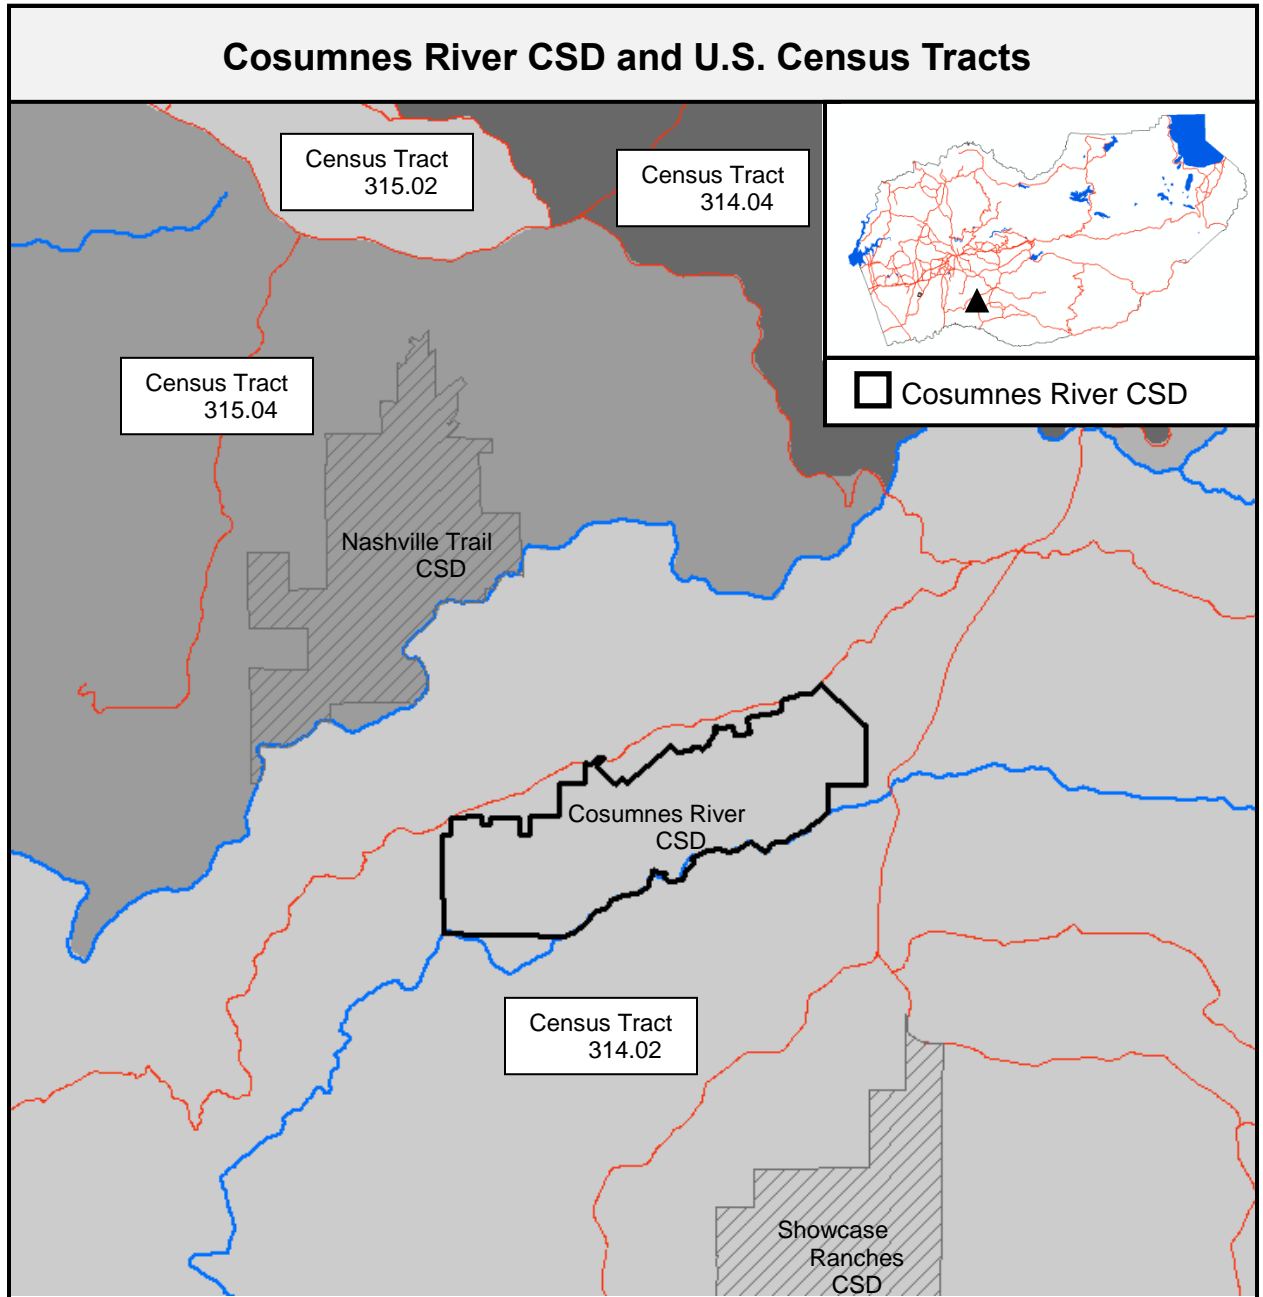 Cosumnes River CSD and U.S. Census Tracts
Census Tract
315.02
Census Tract
314.04
Census Tract
315.04
Cosumnes River CSD
Nashville Trail
CSD
Cosumnes River
CSD
Census Tract
314.02
Showcase
Ranches
CSD